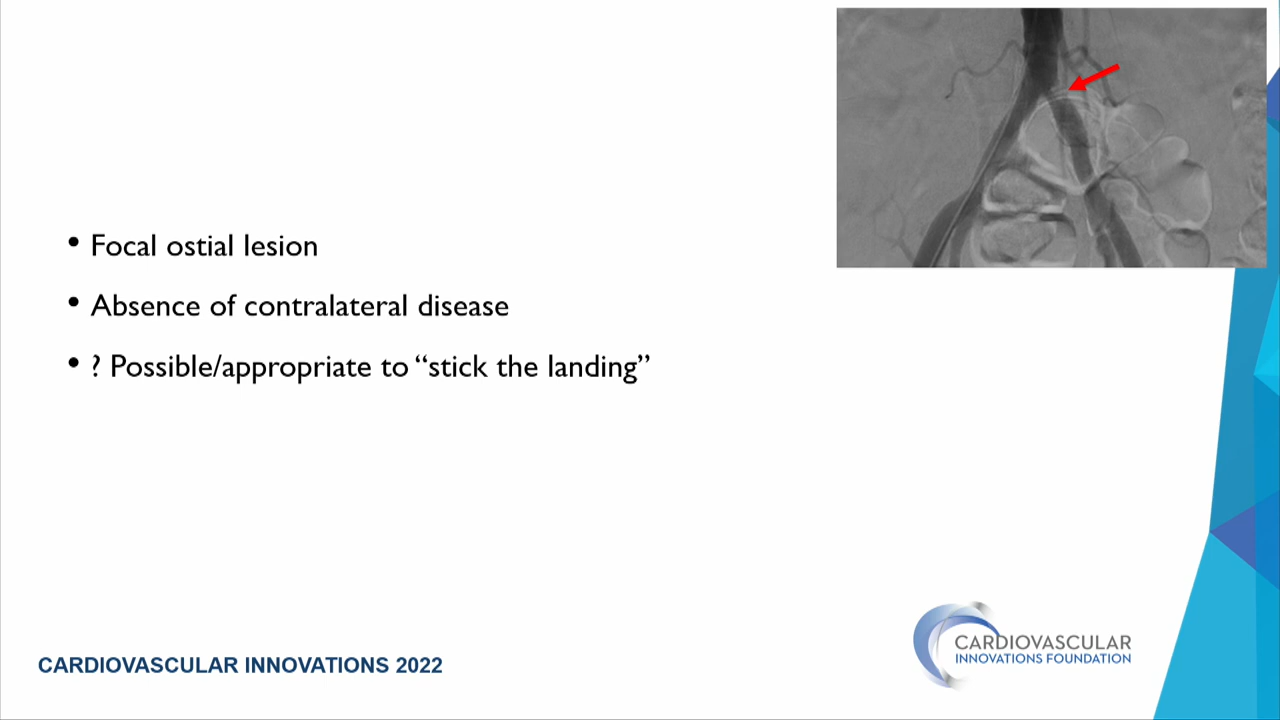 • Focal ostial lesion
• Absence of contralateral disease
• ? Possible/appropriate to “stick the landing”
CARDIOVASCULAR INNOVATIONS 2022
CARDIOVASCULAR
INNOVATIONS FOUNDATION